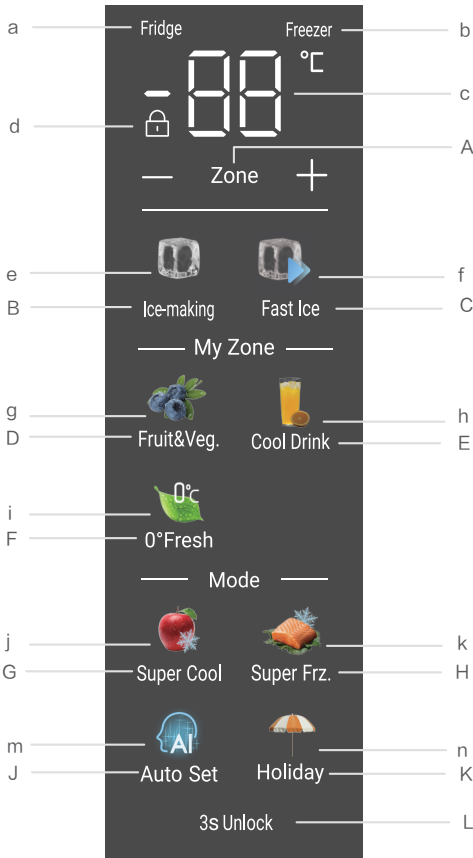 a Fridge Freezer b
-88 °C c
d
A
— Zone +
e f
B Ice-making Fast Ice C
My Zone
g h
D Fruit&Veg. Cool Drink E
0°c
i
F 0°Fresh
Mode
j k
G Super Cool Super Frz. H
AI
m n
J Auto Set Holiday K
3s Unlock L